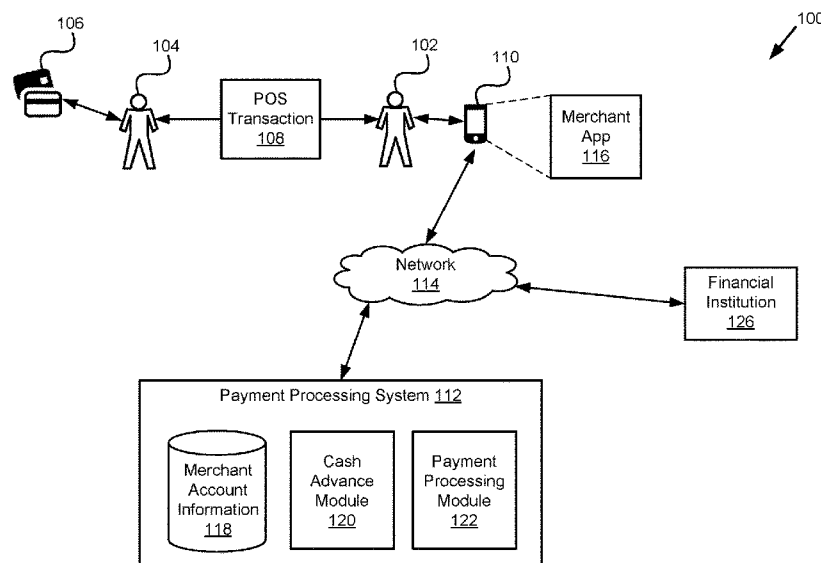 106
104
102
110
100
POS
Transaction
108
Merchant
App
116
Network
114
Financial
Institution
126
Payment Processing System 112
Merchant
Account
Information
118
Cash
Advance
Module
120
Payment
Processing
Module
122